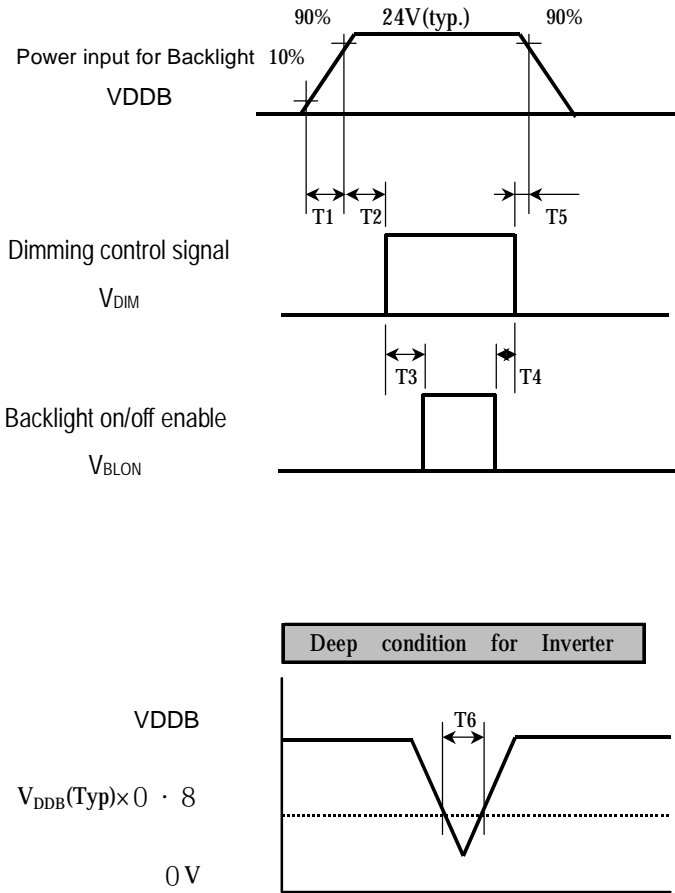 90% 24V(typ.) 90%
Power input for Backlight 10%
VDDB
T1 T2 T5
Dimming control signal
VDIM
T3 T4
Backlight on/off enable
VBLON
Deep condition for Inverter
VDDB
T6
VDDB(Typ)×0・8
0V